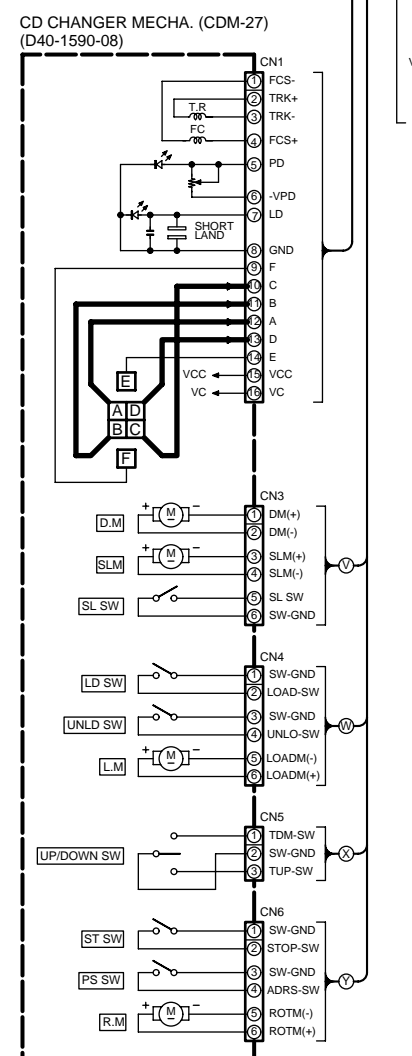 CD CHANGER MECHA. (CDM-27)
(D40-1590-08)
CN1
1 FCS-
2 TRK+
T.R
3 TRK-
FC
4 FCS+
5 PD
6 -VPD
7 LD
SHORT
LAND
8 GND
9 F
10 C
11 B
12 A
13 D
14 E
E
VCC 15 VCC
VC 16 VC
A D
B C
F
CN3
D.M + M - 1 DM(+)
2 DM(-)
SLM + M - 3 SLM(+)
4 SLM(-)
V
SL SW 5 SL SW
6 SW-GND
CN4
LD SW 1 SW-GND
2 LOAD-SW
UNLD SW 3 SW-GND
4 UNLO-SW
W
L.M + M - 5 LOADM(-)
6 LOADM(+)
CN5
1 TDM-SW
UP/DOWN SW 2 SW-GND X
3 TUP-SW
CN6
ST SW 1 SW-GND
2 STOP-SW
PS SW 3 SW-GND
4 ADRS-SW
Y
R.M + M - 5 ROTM(-)
6 ROTM(+)